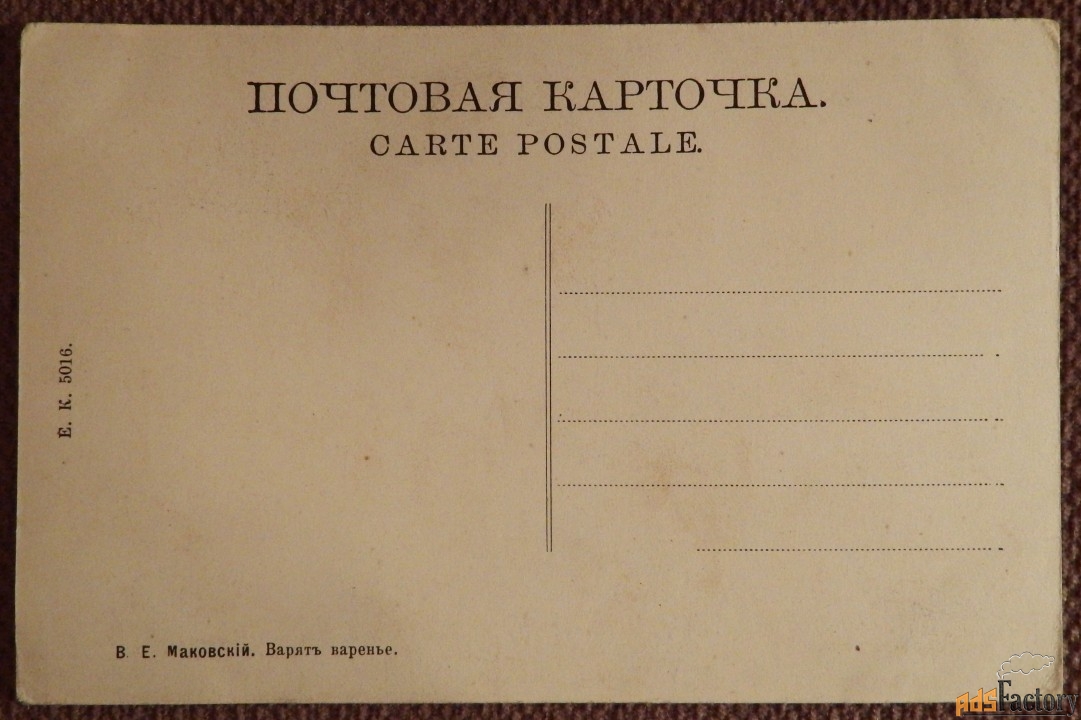 ПОЧТОВАЯ КАРТОЧКА.
CARTE POSTALE.
Е. К. 5016.
В. Е. Маковскій. Варятъ варенье.
AdsFactory